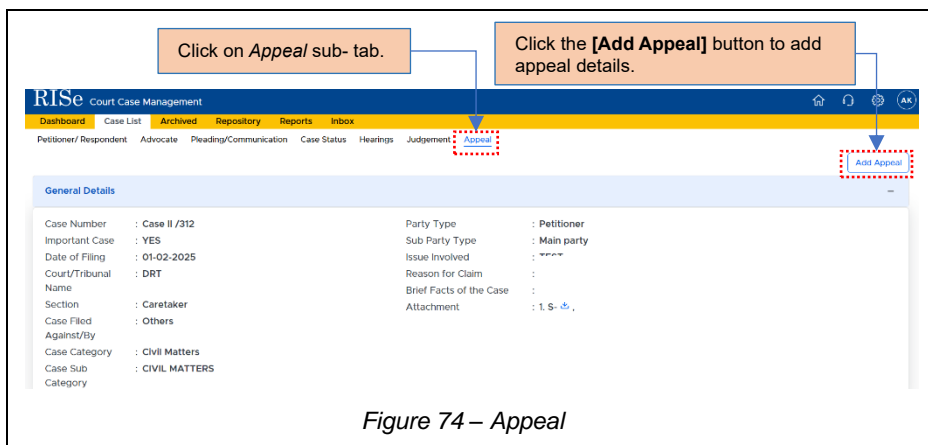 Click on Appeal sub- tab.
Click the [Add Appeal] button to add
appeal details.
RISe Court Case Management
AK
Dashboard Case List Archived Repository Reports Inbox
Petitioner/ Respondent Advocate Pleading/Communication Case Status Hearings Judgement Appeal
Add Appeal
General Details
Case Number : Case II /312
Important Case : YES
Date of Filing : 01-02-2025
Court/Tribunal : DRT
Name
Section : Caretaker
Case Filed : Others
Against/By
Case Category : Civil Matters
Case Sub : CIVIL MATTERS
Category
Party Type : Petitioner
Sub Party Type : Main party
Issue Involved :
Reason for Claim :
Brief Facts of the Case :
Attachment : 1. S- ,
Figure 74 – Appeal